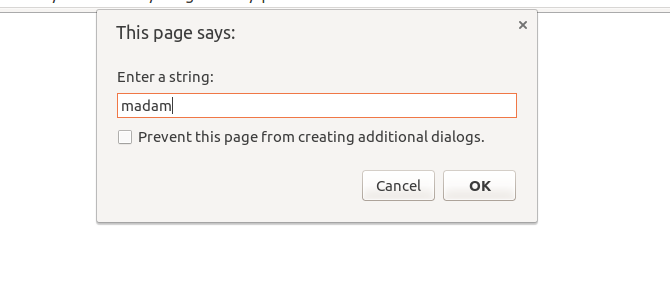 This page says:
Enter a string:
madam
Prevent this page from creating additional dialogs.
Cancel OK